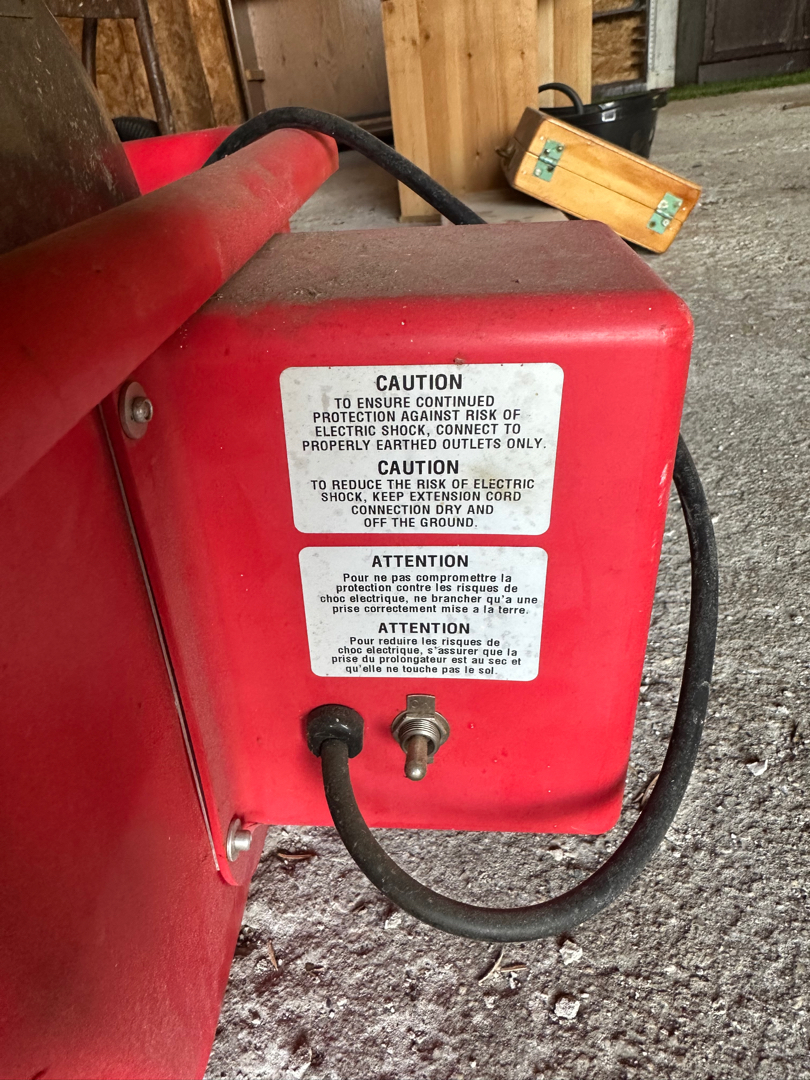 CAUTION
TO ENSURE CONTINUED
PROTECTION AGAINST RISK OF
ELECTRIC SHOCK, CONNECT TO
PROPERLY EARTHED OUTLETS ONLY.
CAUTION
TO REDUCE THE RISK OF ELECTRIC
SHOCK, KEEP EXTENSION CORD
CONNECTION DRY AND
OFF THE GROUND.
ATTENTION
Pour ne pas compromettre la
protection contre les risques de
choc electrique, ne brancher qu'a une
prise correctement mise a la terre.
ATTENTION
Pour reduire les risques de
choc electrique, s'assurer que la
prise du prolongateur est au sec et
qu'elle ne touche pas le sol.